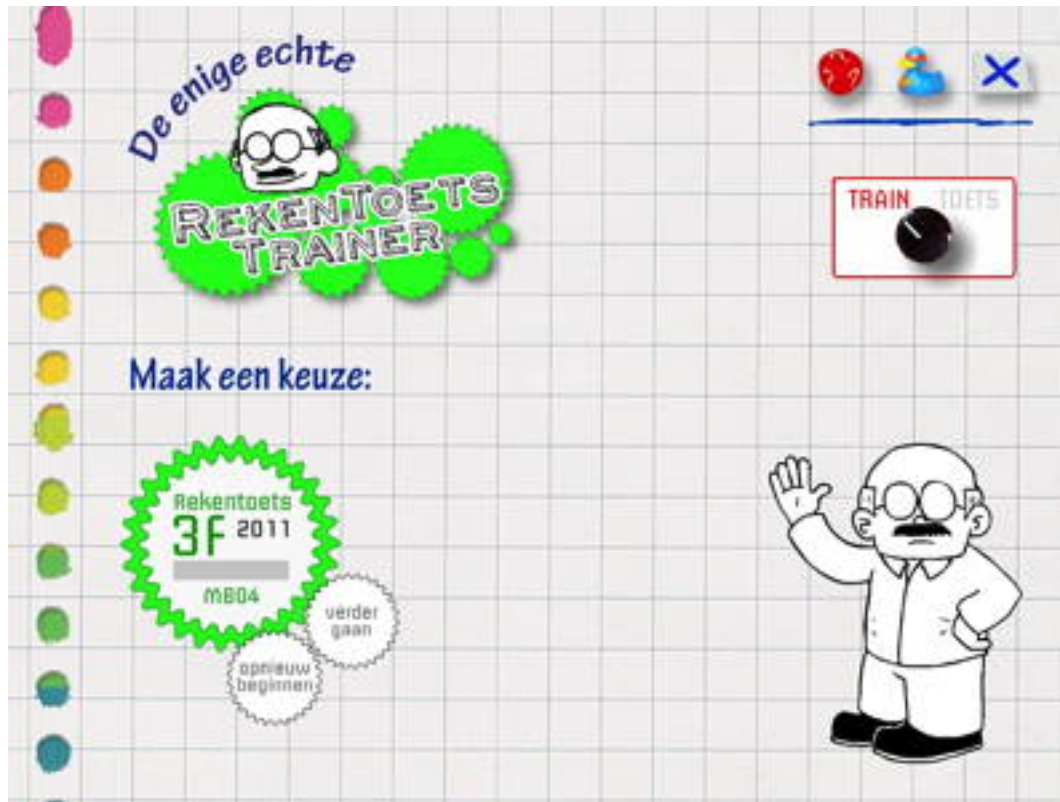 De enige echte
REKENTOETS
TRAINER
TRAIN TOETS
Maak een keuze:
Rekentoets
3F 2011
MBO4
verder
gaan
opnieuw
beginnen